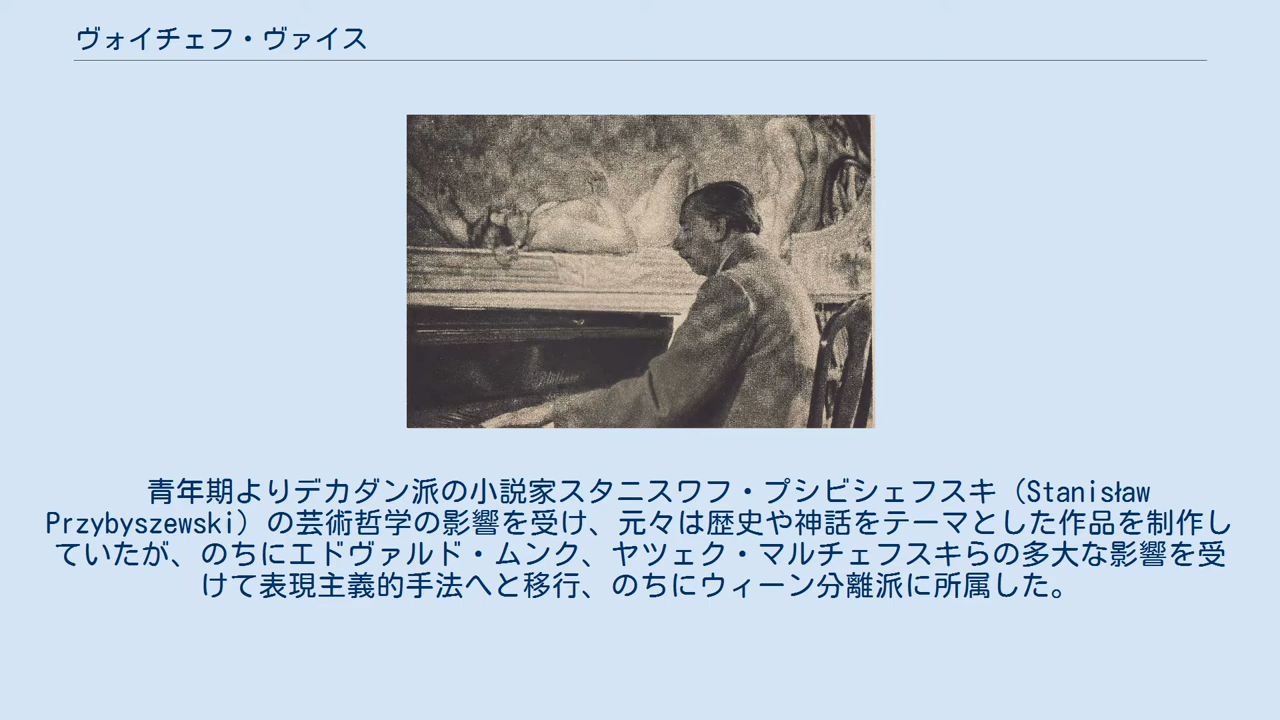 ヴォイチェフ・ヴァイス
青年期よりデカダン派の小説家スタニスワフ・プシビシェフスキ（Stanisław
Przybyszewski）の芸術哲学の影響を受け、元々は歴史や神話をテーマとした作品を制作し
ていたが、のちにエドヴァルド・ムンク、ヤツェク・マルチェフスキらの多大な影響を受
けて表現主義的手法へと移行、のちにウィーン分離派に所属した。